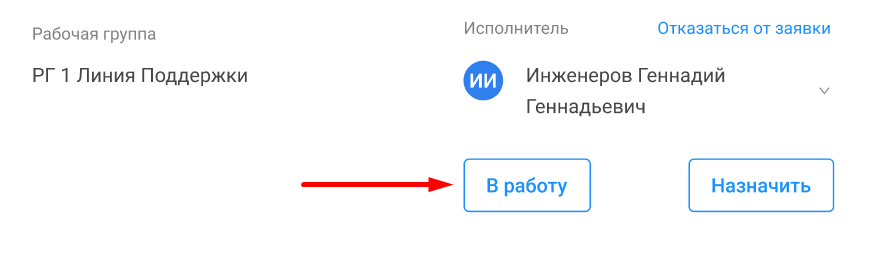 Рабочая группа
РГ 1 Линия Поддержки
Исполнитель
Отказаться от заявки
ИИ
Инженеров Геннадий
Геннадьевич
В работу
Назначить